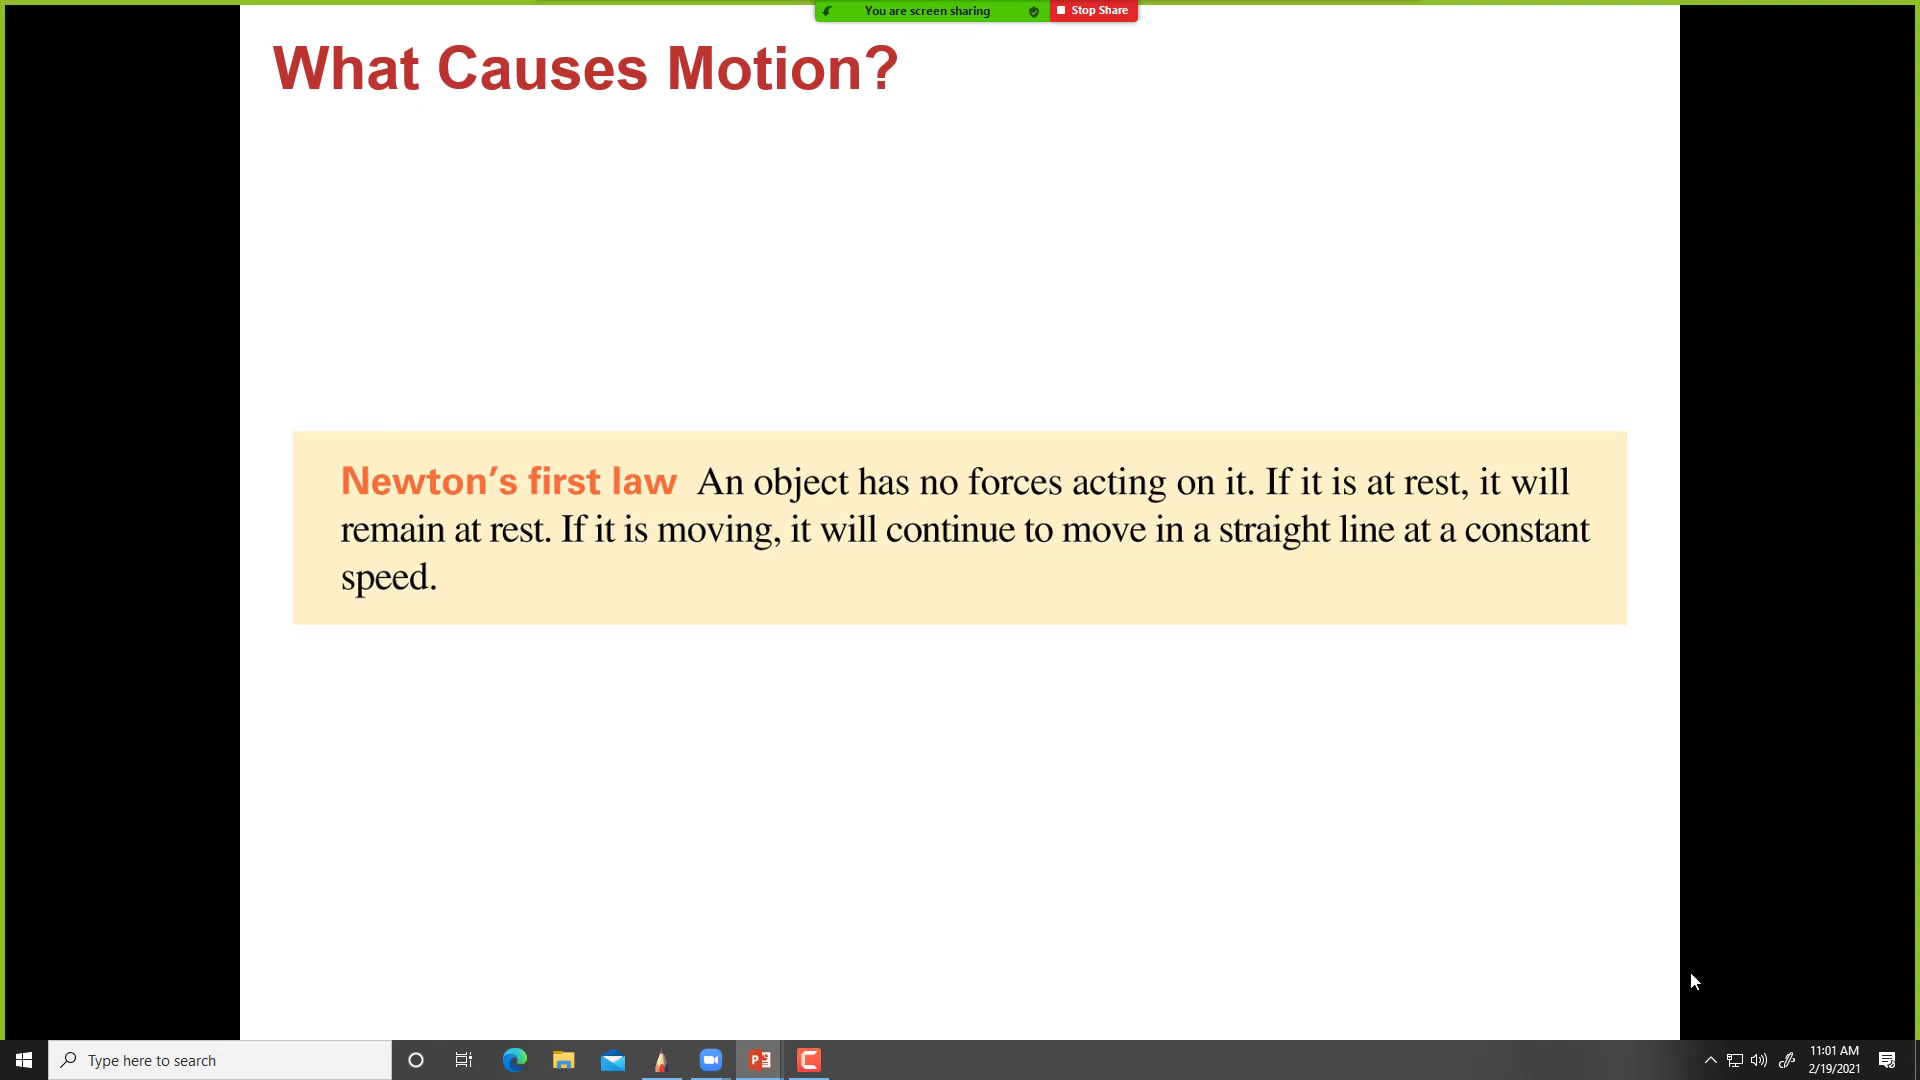 You are screen sharing
Stop Share
What Causes Motion?
Newton's first law An object has no forces acting on it. If it is at rest, it will
remain at rest. If it is moving, it will continue to move in a straight line at a constant
speed.
Type here to search
11:01 AM
2/19/2021